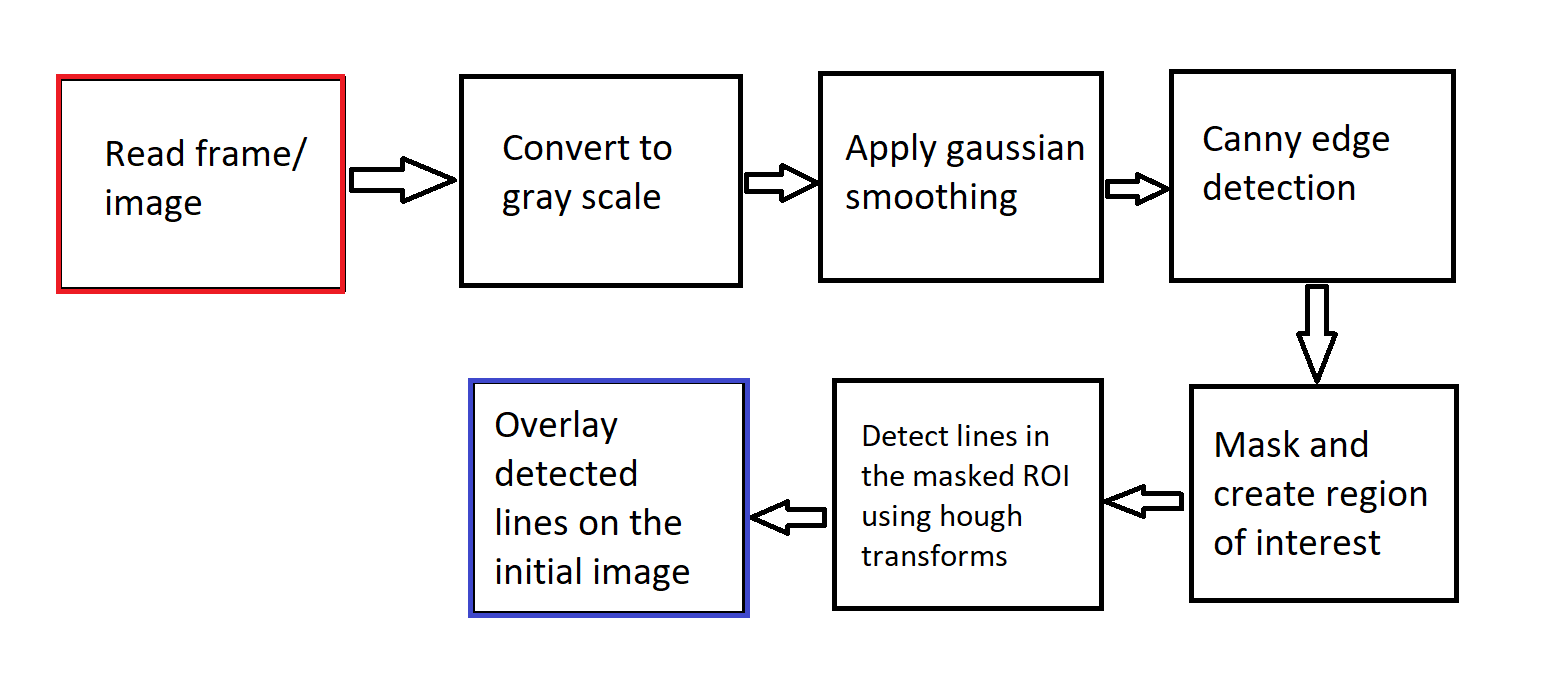 Read frame/
image
Convert to
gray scale
Apply gaussian
smoothing
Canny edge
detection
Mask and
create region
of interest
Detect lines in
the masked ROI
using hough
transforms
Overlay
detected
lines on the
initial image